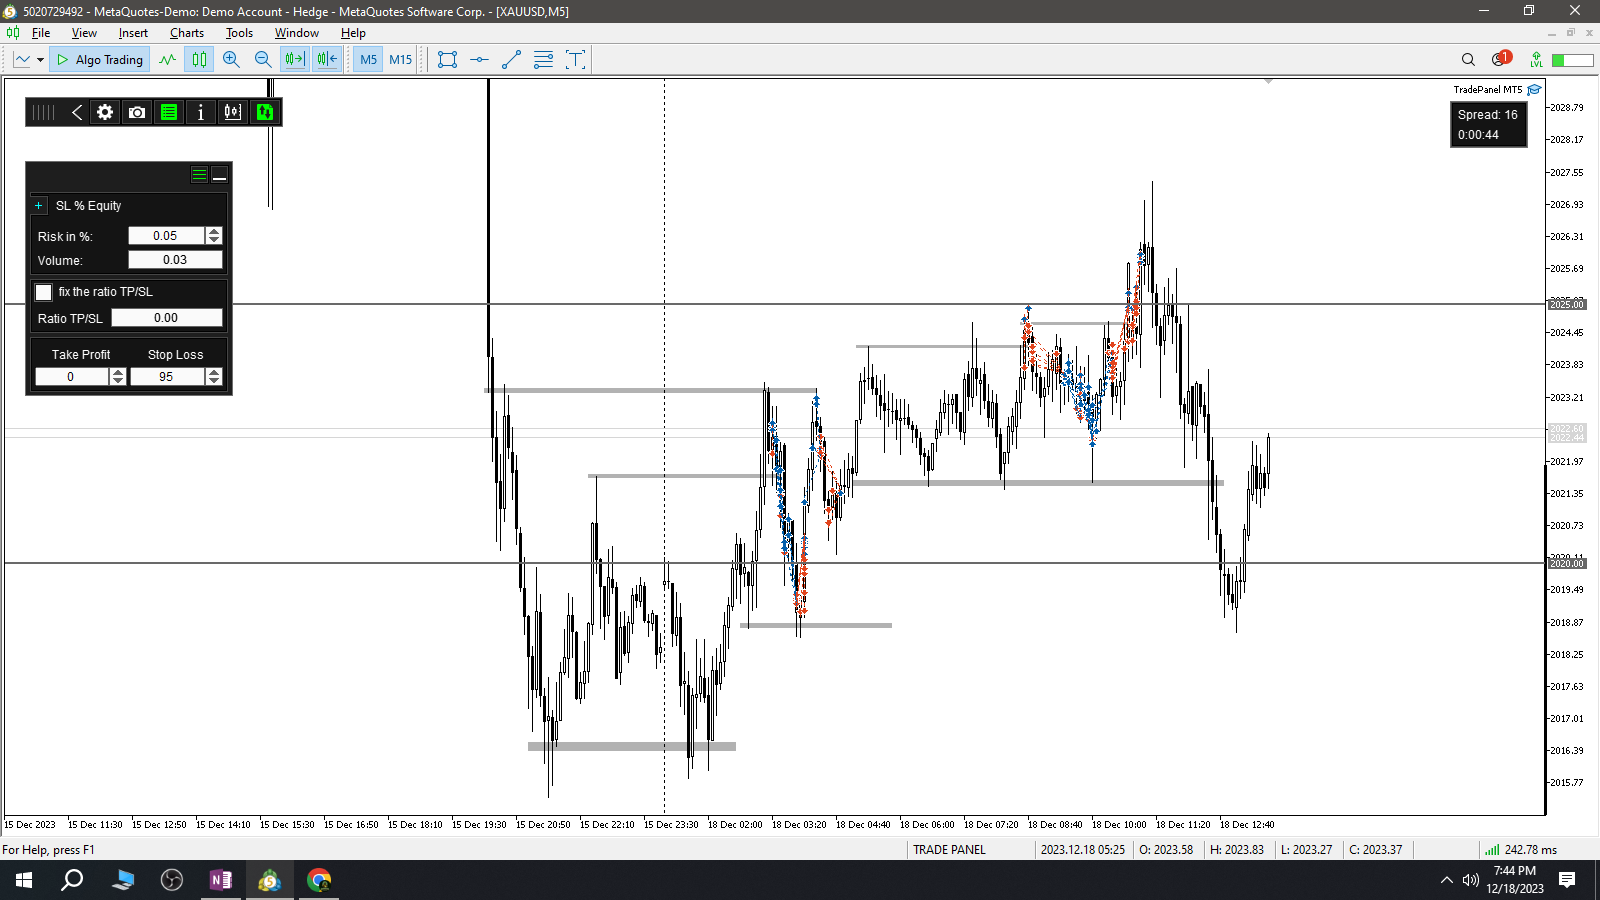 5020729492 - MetaQuotes-Demo: Demo Account - Hedge - MetaQuotes Software Corp. - [XAUUSD,M5]
File View Insert Charts Tools Window Help
Algo Trading M5 M15 T 1 LVL
TradePanel MT5
Spread: 16
0:00:44
SL % Equity
Risk in %: 0.05
Volume: 0.03
fix the ratio TP/SL
Ratio TP/SL 0.00
Take Profit Stop Loss
0 95
2028.79
2028.17
2027.55
2026.93
2026.31
2025.69
2025.00
2024.45
2023.83
2023.21
2022.60
2022.44
2021.97
2021.35
2020.73
2020.11
2020.00
2019.49
2018.87
2018.25
2017.63
2017.01
2016.39
2015.77
15 Dec 2023 15 Dec 11:30 15 Dec 12:50 15 Dec 14:10 15 Dec 15:30 15 Dec 16:50 15 Dec 18:10 15 Dec 19:30 15 Dec 20:50 15 Dec 22:10 15 Dec 23:30 18 Dec 02:00 18 Dec 03:20 18 Dec 04:40 18 Dec 06:00 18 Dec 07:20 18 Dec 08:40 18 Dec 10:00 18 Dec 11:20 18 Dec 12:40
For Help, press F1 TRADE PANEL 2023.12.18 05:25 O: 2023.58 H: 2023.83 L: 2023.27 C: 2023.37 242.78 ms
7:44 PM
12/18/2023